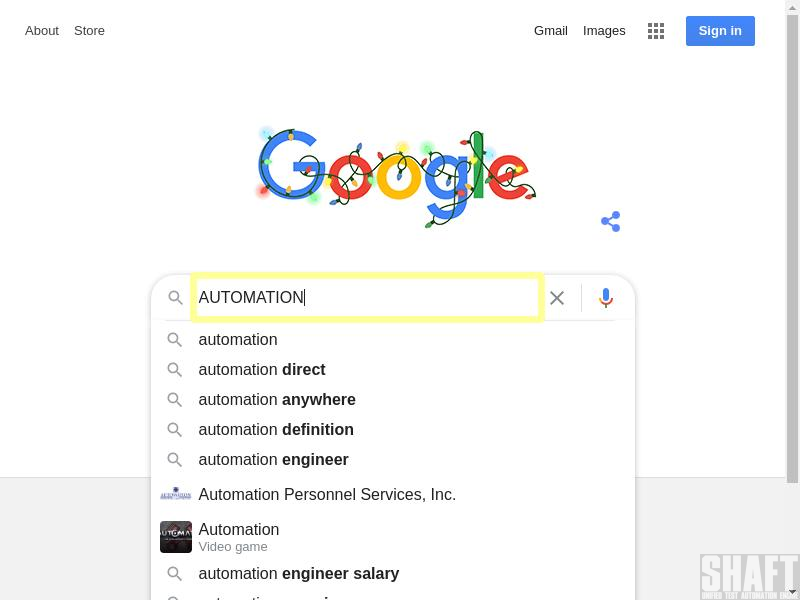 About Store Gmail Images Sign in
Google
AUTOMATION
automation
automation direct
automation anywhere
automation definition
automation engineer
Automation Personnel Services, Inc.
Automation
Video game
automation engineer salary
SHAFT